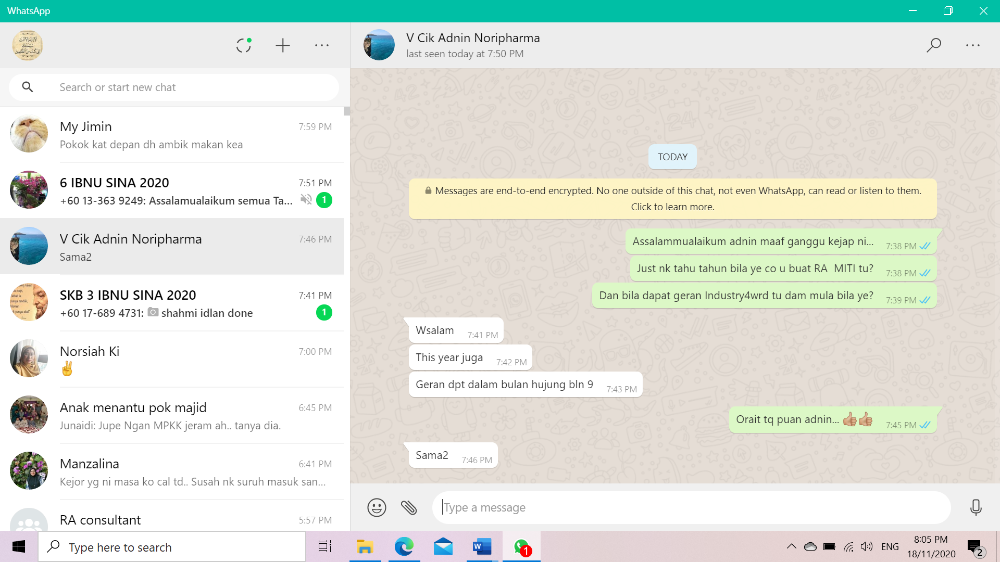 WhatsApp
Search or start new chat
My Jimin 7:59 PM
Pokok kat depan dh ambik makan kea
6 IBNU SINA 2020 7:51 PM
+60 13-363 9249: Assalamualaikum semua Ta... 1
V Cik Adnin Noripharma 7:46 PM
Sama2
SKB 3 IBNU SINA 2020 7:41 PM
+60 17-689 4731: shahmi idlan done 1
Norsiah Ki 7:00 PM
✌
Anak menantu pok majid 6:45 PM
Junaidi: Jupe Ngan MPKK jeram ah.. tanya dia.
Manzalina 6:41 PM
Kejor yg ni masa ko cal td.. Susah nk suruh masuk san...
RA consultant 5:57 PM
V Cik Adnin Noripharma
last seen today at 7:50 PM
TODAY
Messages are end-to-end encrypted. No one outside of this chat, not even WhatsApp, can read or listen to them.
Click to learn more.
Assalammualaikum adnin maaf ganggu kejap ni... 7:38 PM
Just nk tahu tahun bila ye co u buat RA  MITI tu? 7:38 PM
Dan bila dapat geran Industry4wrd tu dam mula bila ye? 7:39 PM
Wsalam 7:41 PM
This year juga 7:42 PM
Geran dpt dalam bulan hujung bln 9 7:43 PM
Orait tq puan adnin... 👍🏼👍🏼 7:45 PM
Sama2 7:46 PM
Type a message
Type here to search
W
1
ENG
8:05 PM
18/11/2020
2